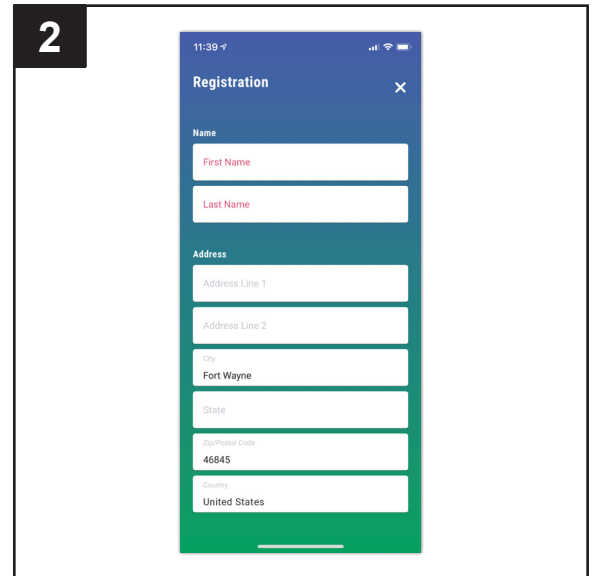 2
11:39
Registration
Name
First Name
Last Name
Address
Address Line 1
Address Line 2
City
Fort Wayne
State
Zip/Postal Code
46845
Country
United States